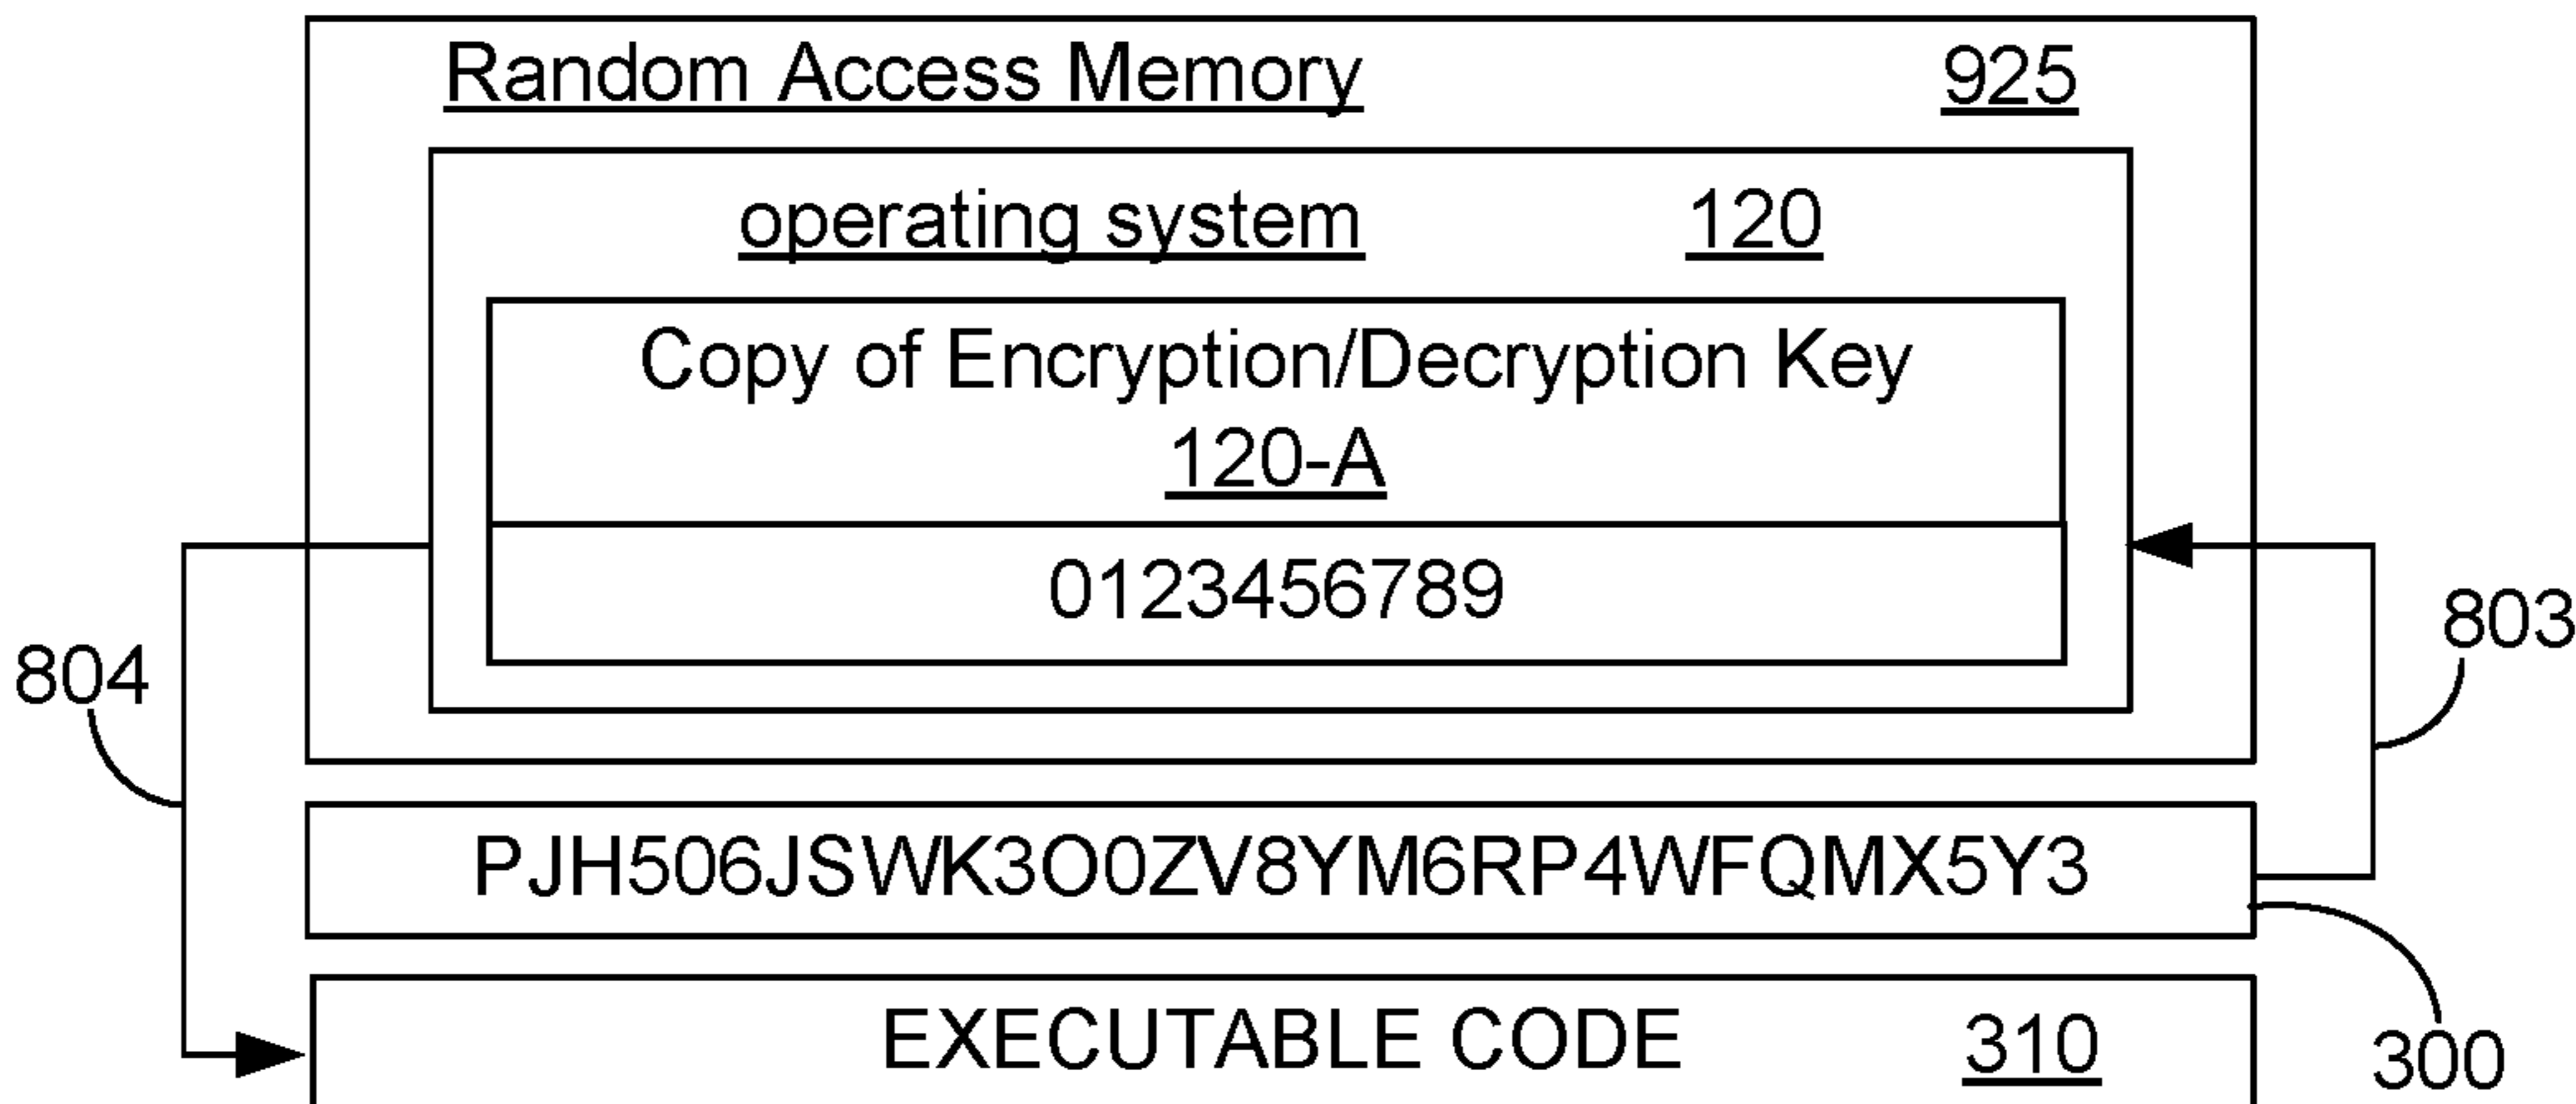 Random Access Memory 925
operating system 120
Copy of Encryption/Decryption Key
120-A
0123456789
803
804
PJH506JSWK3O0ZV8YM6RP4WFQMX5Y3
EXECUTABLE CODE 310
300